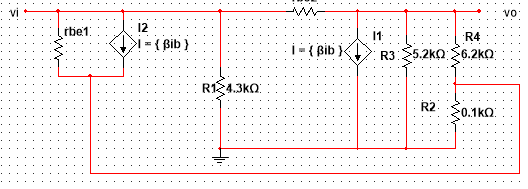 vi
vo
rbe1
I2
I = { βib }
I1
I = { βib }
R1
4.3kΩ
R3
5.2kΩ
R4
6.2kΩ
R2
0.1kΩ